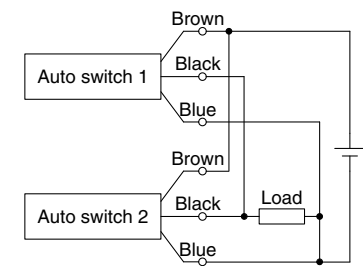 Brown
Auto switch 1
Black
Blue
Brown
Auto switch 2
Black
Load
Blue